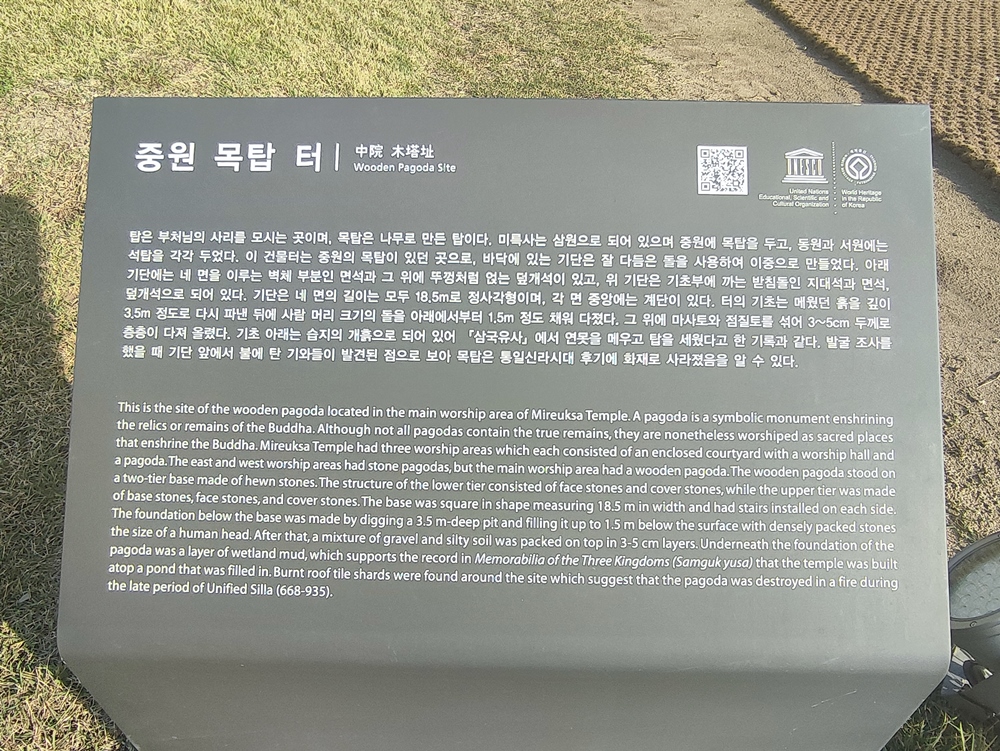 중원 목탑 터
中院 木塔址
Wooden Pagoda Site
United Nations
Educational, Scientific and
Cultural Organization
World Heritage
in the Republic
of Korea
탑은 부처님의 사리를 모시는 곳이며, 목탑은 나무로 만든 탑이다. 미륵사는 삼원으로 되어 있으며 중원에 목탑을 두고, 동원과 서원에는
석탑을 각각 두었다. 이 건물터는 중원의 목탑이 있던 곳으로, 바닥에 있는 기단은 잘 다듬은 돌을 사용하여 이중으로 만들었다. 아래
기단에는 네 면을 이루는 벽체 부분인 면석과 그 위에 뚜껑처럼 얹는 덮개석이 있고, 위 기단은 기초부에 까는 받침돌인 지대석과 면석,
덮개석으로 되어 있다. 기단은 네 면의 길이는 모두 18.5m로 정사각형이며, 각 면 중앙에는 계단이 있다. 터의 기초는 메웠던 흙을 깊이
3.5m 정도로 다시 파낸 뒤에 사람 머리 크기의 돌을 아래에서부터 1.5m 정도 채워 다졌다. 그 위에 마사토와 점질토를 섞어 3~5cm 두께로
층층이 다져 올렸다. 기초 아래는 습지의 개흙으로 되어 있어 「삼국유사」에서 연못을 메우고 탑을 세웠다고 한 기록과 같다. 발굴 조사를
했을 때 기단 앞에서 불에 탄 기와들이 발견된 점으로 보아 목탑은 통일신라시대 후기에 화재로 사라졌음을 알 수 있다.
This is the site of the wooden pagoda located in the main worship area of Mireuksa Temple. A pagoda is a symbolic monument enshrining
the relics or remains of the Buddha. Although not all pagodas contain the true remains, they are nonetheless worshiped as sacred places
that enshrine the Buddha. Mireuksa Temple had three worship areas which each consisted of an enclosed courtyard with a worship hall and
a pagoda. The east and west worship areas had stone pagodas, but the main worship area had a wooden pagoda. The wooden pagoda stood on
a two-tier base made of hewn stones. The structure of the lower tier consisted of face stones and cover stones, while the upper tier was made
of base stones, face stones, and cover stones. The base was square in shape measuring 18.5 m in width and had stairs installed on each side.
The foundation below the base was made by digging a 3.5 m-deep pit and filling it up to 1.5 m below the surface with densely packed stones
the size of a human head. After that, a mixture of gravel and silty soil was packed on top in 3-5 cm layers. Underneath the foundation of the
pagoda was a layer of wetland mud, which supports the record in Memorabilia of the Three Kingdoms (Samguk yusa) that the temple was built
atop a pond that was filled in. Burnt roof tile shards were found around the site which suggest that the pagoda was destroyed in a fire during
the late period of Unified Silla (668-935).